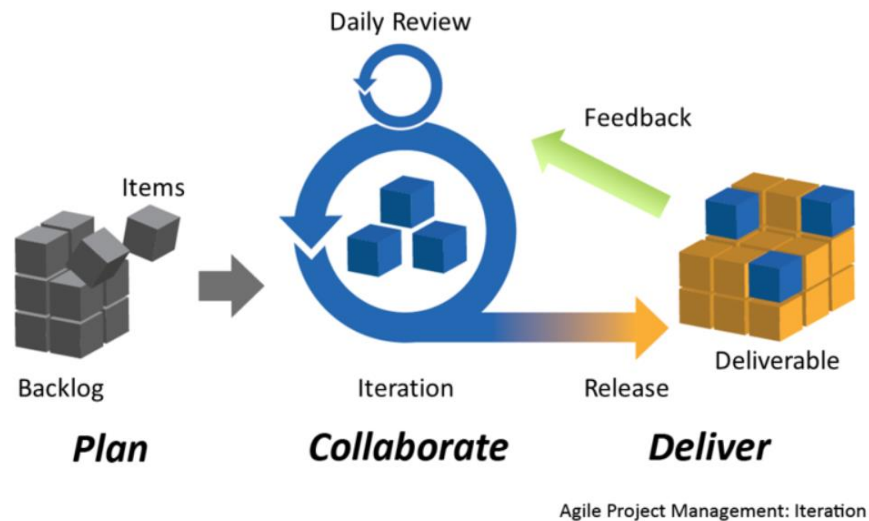 Daily Review
Feedback
Items
Deliverable
Backlog
Iteration
Release
Plan
Collaborate
Deliver
Agile Project Management: Iteration